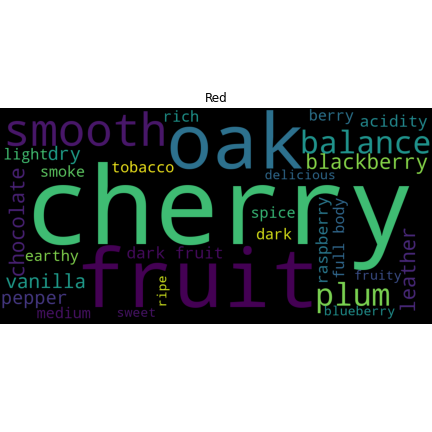 Red
smooth
rich
oak
berry
acidity
balance
light
dry
smoke
tobacco
blackberry
delicious
cherry
chocolate
spice
raspberry
full body
dark
leather
earthy
dark fruit
fruit
vanilla
ripe
fruity
pepper
plum
medium
sweet
blueberry